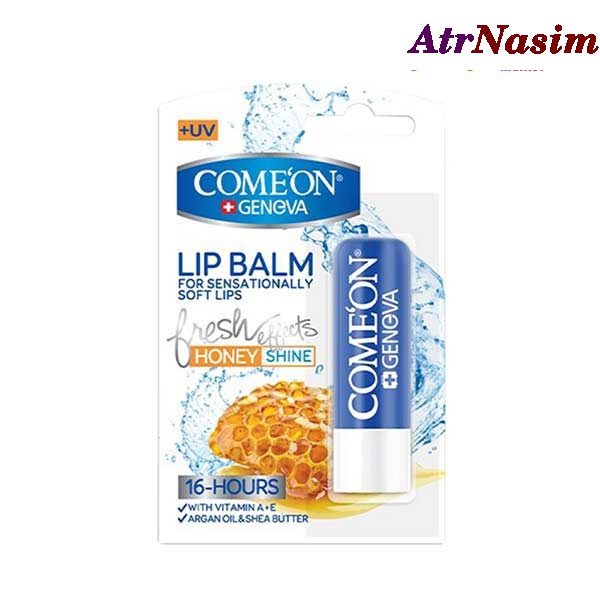 AtrNasim
+UV
COME'ON®
GENEVA
LIP BALM
FOR SENSATIONALLY
SOFT LIPS
fresh effects
HONEY SHINE
16-HOURS
✓WITH VITAMIN A+E
✓ARGAN OIL&SHEA BUTTER
COME'ON®
GENEVA